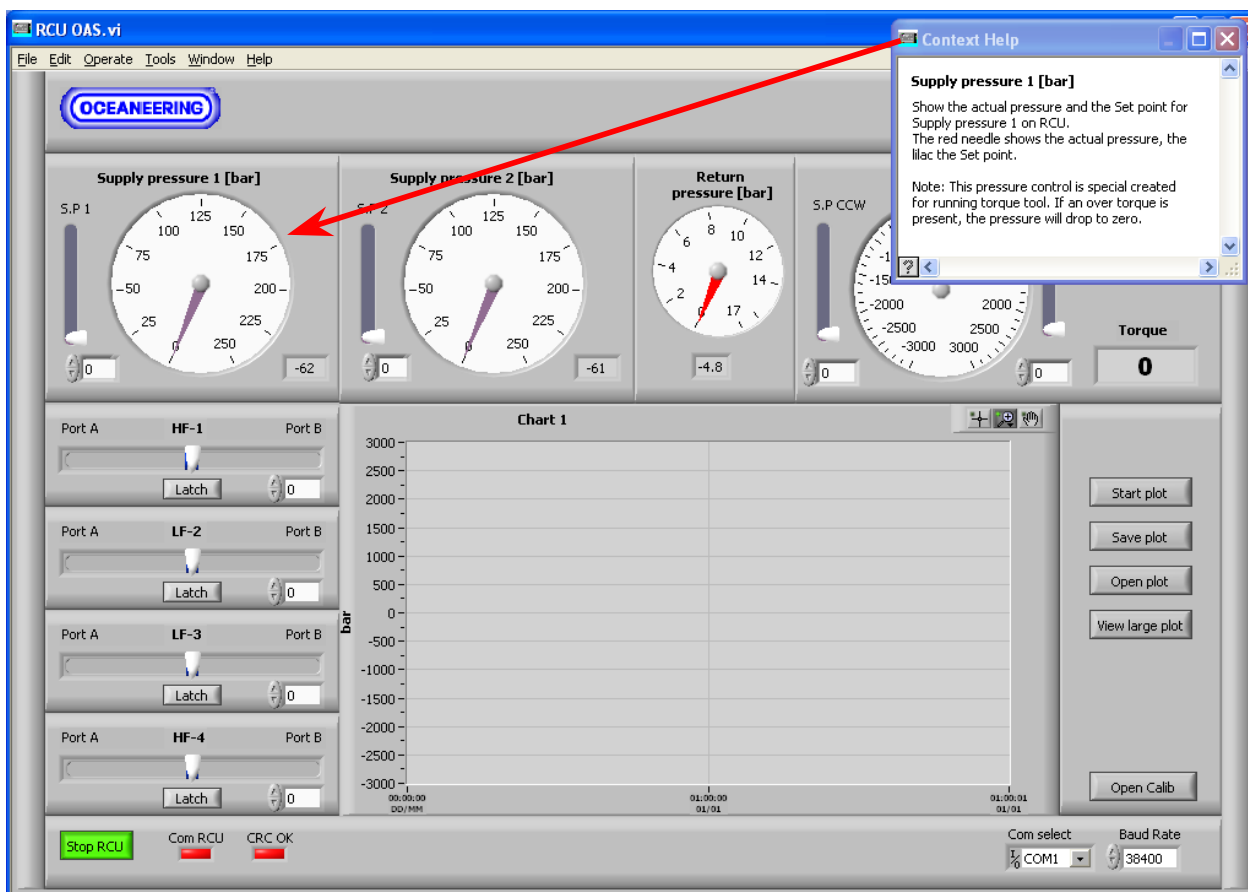 RCU OAS.vi
File Edit Operate Tools Window Help
OCEANEERING
Context Help
Supply pressure 1 [bar]
Show the actual pressure and the Set point for
Supply pressure 1 on RCU.
The red needle shows the actual pressure, the
lilac the Set point.
Note: This pressure control is special created
for running torque tool. If an over torque is
present, the pressure will drop to zero.
?
Supply pressure 1 [bar]
S.P 1
0 25 50 75 100 125 150 175 200 225 250
0
-62
Supply pressure 2 [bar]
S.P 2
0 25 50 75 100 125 150 175 200 225 250
0
-61
Return
pressure [bar]
0 2 4 6 8 10 12 14 17
-4.8
S.P CCW
-3000 -2500 -2000 2000 2500 3000
0
0
Torque
0
Port A HF-1 Port B
Latch 0
Port A LF-2 Port B
Latch 0
Port A LF-3 Port B
Latch 0
Port A HF-4 Port B
Latch 0
Chart 1
bar
3000
2500
2000
1500
1000
500
0
-500
-1000
-1500
-2000
-2500
-3000
00:00:00 01:00:00 01:00:01
DD/MM 01/01 01/01
Start plot
Save plot
Open plot
View large plot
Open Calib
Stop RCU
Com RCU CRC OK
Com select Baud Rate
I/O COM1 38400